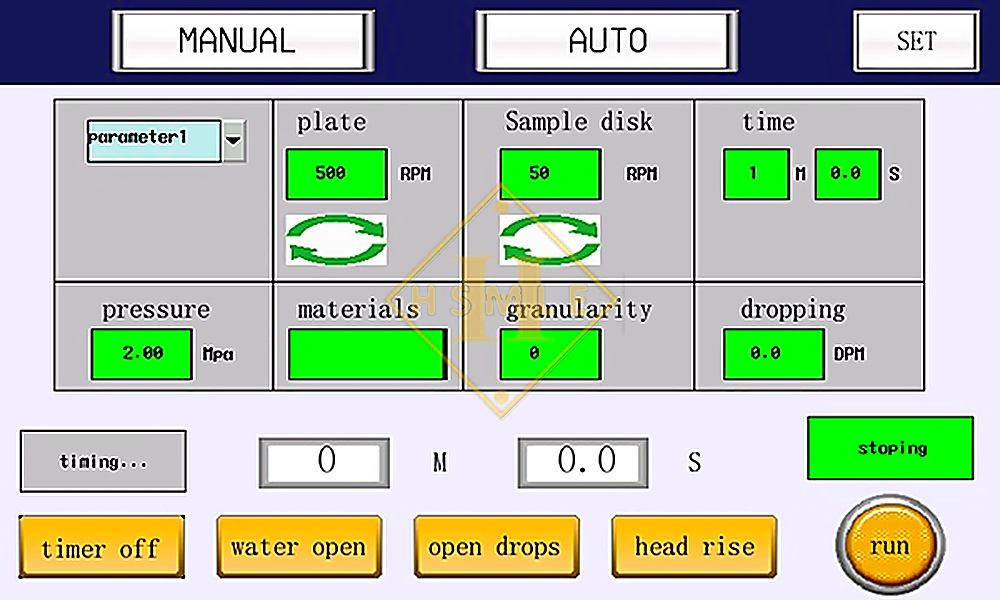 MANUAL AUTO SET
parameter1
plate Sample disk time
500 RPM 50 RPM 1 M 0.0 S
HSMIE
H
pressure materials granularity dropping
2.00 Mpa 0 0.0 DPM
timing... 0 M 0.0 S stoping
timer off water open open drops head rise run